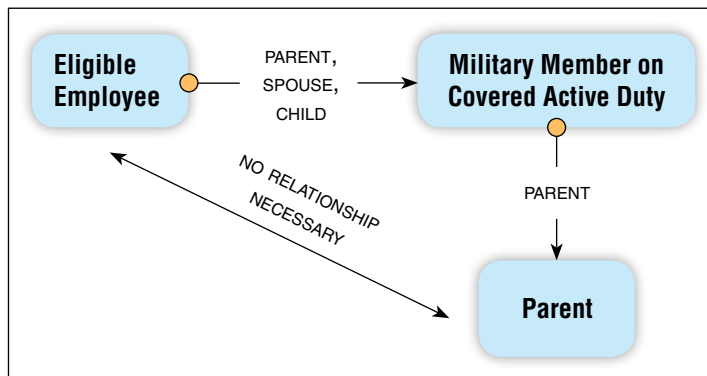 Eligible
Employee
PARENT,
SPOUSE,
CHILD
Military Member on
Covered Active Duty
NO RELATIONSHIP
NECESSARY
PARENT
Parent